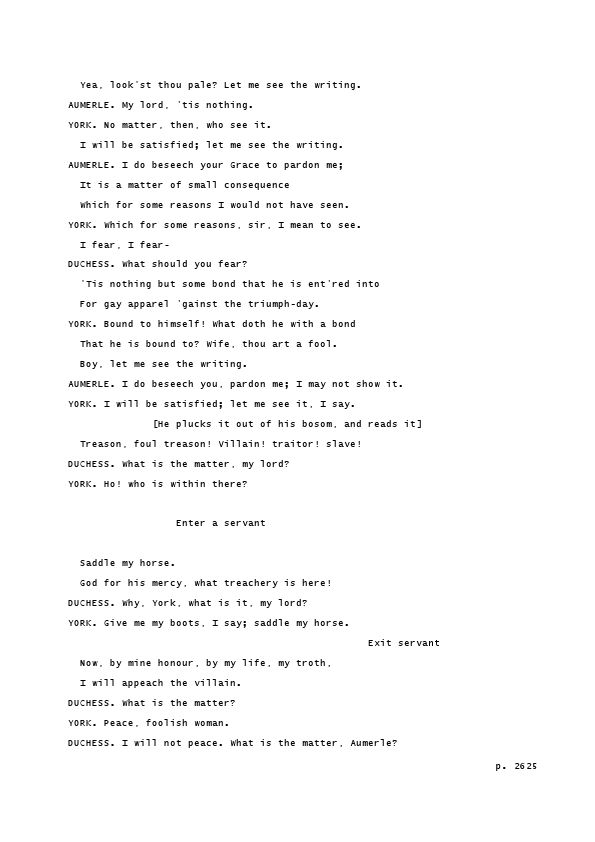 Yea, look'st thou pale? Let me see the writing.
AUMERLE. My lord, 'tis nothing.
YORK. No matter, then, who see it.
I will be satisfied; let me see the writing.
AUMERLE. I do beseech your Grace to pardon me;
It is a matter of small consequence
Which for some reasons I would not have seen.
YORK. Which for some reasons, sir, I mean to see.
I fear, I fear-
DUCHESS. What should you fear?
'Tis nothing but some bond that he is ent'red into
For gay apparel 'gainst the triumph-day.
YORK. Bound to himself! What doth he with a bond
That he is bound to? Wife, thou art a fool.
Boy, let me see the writing.
AUMERLE. I do beseech you, pardon me; I may not show it.
YORK. I will be satisfied; let me see it, I say.
[He plucks it out of his bosom, and reads it]
Treason, foul treason! Villain! traitor! slave!
DUCHESS. What is the matter, my lord?
YORK. Ho! who is within there?
Enter a servant
Saddle my horse.
God for his mercy, what treachery is here!
DUCHESS. Why, York, what is it, my lord?
YORK. Give me my boots, I say; saddle my horse.
Exit servant
Now, by mine honour, by my life, my troth,
I will appeach the villain.
DUCHESS. What is the matter?
YORK. Peace, foolish woman.
DUCHESS. I will not peace. What is the matter, Aumerle?
p. 2625